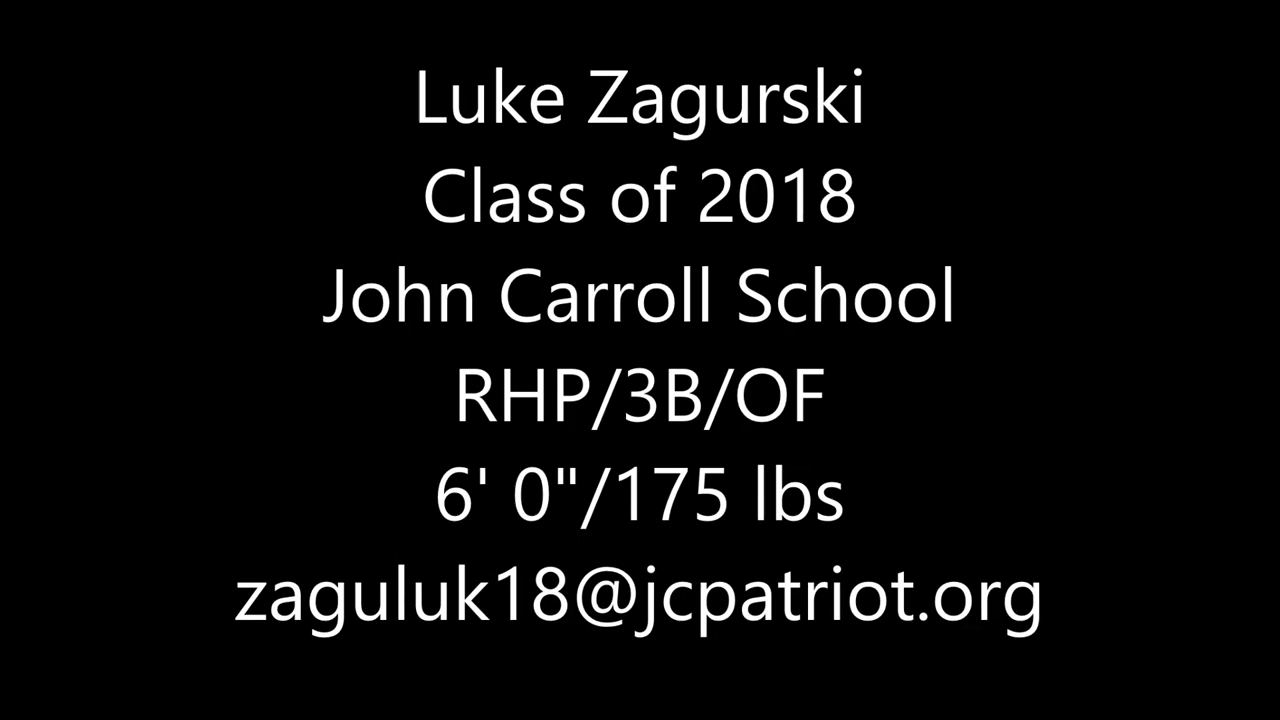 Luke Zagurski
Class of 2018
John Carroll School
RHP/3B/OF
6' 0"/175 lbs
zaguluk18@jcpatriot.org